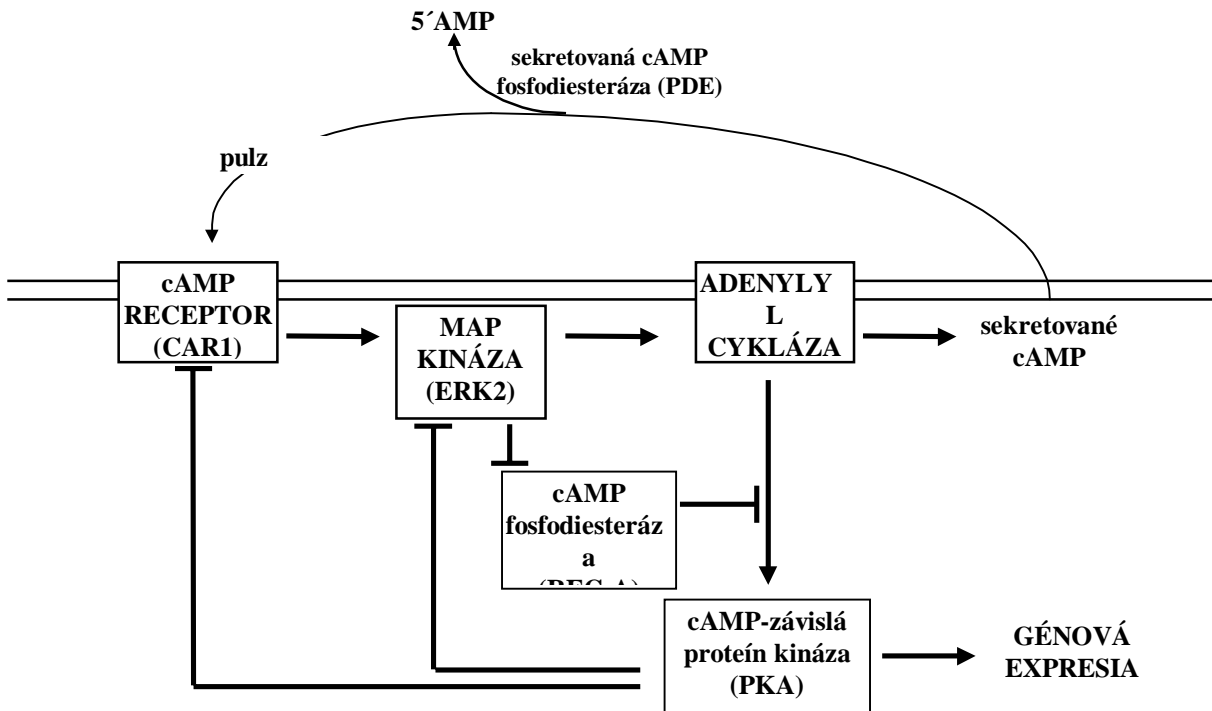 5´AMP
sekretovaná cAMP
fosfodiesteráza (PDE)
pulz
cAMP
RECEPTOR
(CAR1)
MAP
KINÁZA
(ERK2)
ADENYLY
L
CYKLÁZA
sekretované
cAMP
cAMP
fosfodiesteráz
a
cAMP-závislá
proteín kináza
(PKA)
GÉNOVÁ
EXPRESIA